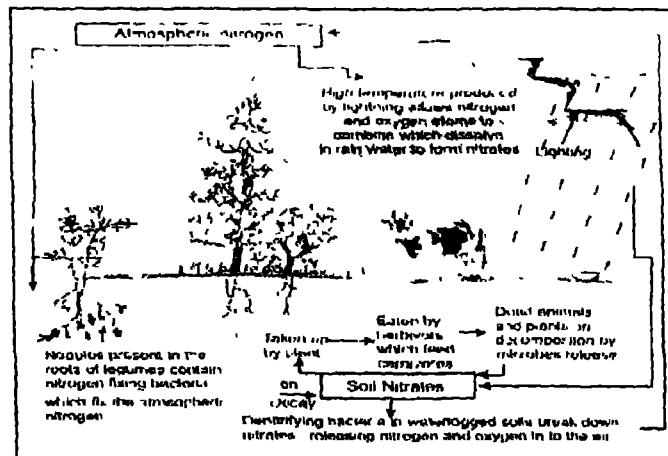 Atmospheric nitrogen
High temperature produced
by lightning allows nitrogen
and oxygen atoms to
combine which dissolve
in rain Water to form nitrates
Lighting
Nodules present in the
roots of legumes contain
nitrogen fixing bacteria
which fix the atmospheric
nitrogen
Taken up
by plant
Eaten by
herbivors
which feed
carnivores
Dead animals
and plants on
decomposition by
microbes release
on
Decay
Soil Nitrates
Denitrifying bacteria in waterlogged soils break down
nitrates releasing nitrogen and oxygen in to the air